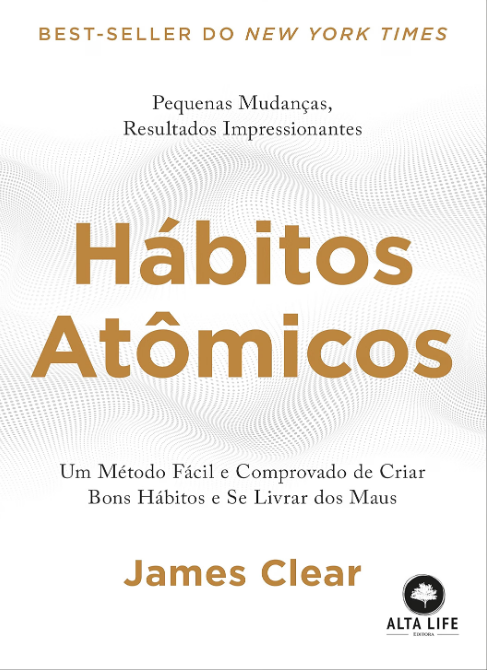 BEST-SELLER DO NEW YORK TIMES
Pequenas Mudanças,
Resultados Impressionantes
Hábitos
Atômicos
Um Método Fácil e Comprovado de Criar
Bons Hábitos e Se Livrar dos Maus
James Clear
ALTA LIFE
EDITORA